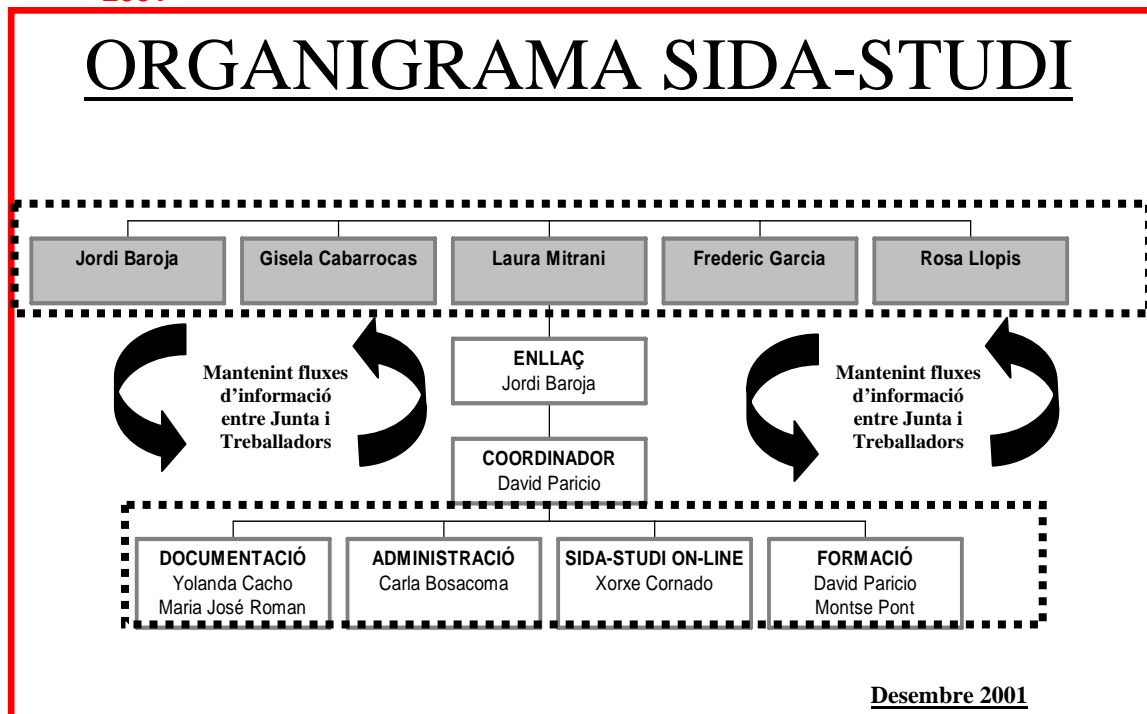 ORGANIGRAMA SIDA-STUDI
Jordi Baroja
Gisela Cabarrocas
Laura Mitrani
Frederic Garcia
Rosa Llopis
Mantenint fluxes
d'informació
entre Junta i
Treballadors
ENLLAÇ
Jordi Baroja
Mantenint fluxes
d'informació
entre Junta i
Treballadors
COORDINADOR
David Paricio
DOCUMENTACIÓ
Yolanda Cacho
Maria José Roman
ADMINISTRACIÓ
Carla Bosacoma
SIDA-STUDI ON-LINE
Xorxe Cornado
FORMACIÓ
David Paricio
Montse Pont
Desembre 2001